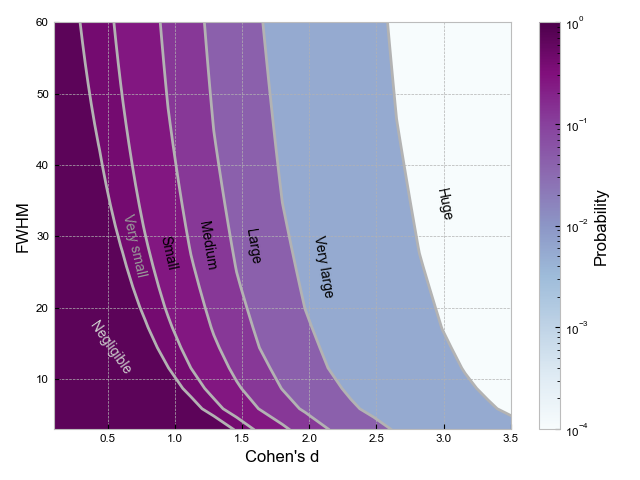 60
50
40
30
20
10
FWHM
0.5
1.0
1.5
2.0
2.5
3.0
3.5
Cohen's d
Negligible
Very small
Small
Medium
Large
Very large
Huge
10⁰
10⁻¹
10⁻²
10⁻³
10⁻⁴
Probability